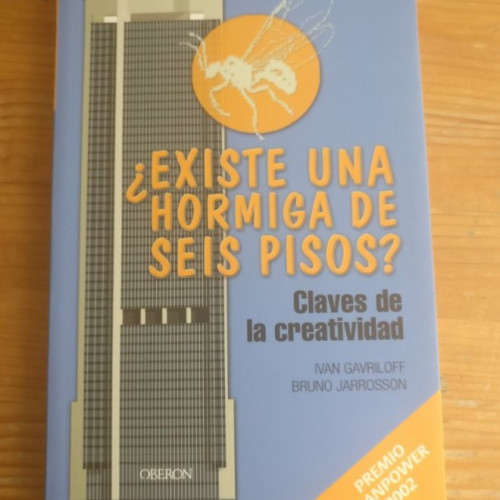 ¿EXISTE UNA
HORMIGA DE
SEIS PISOS?
Claves de
la creatividad
IVAN GAVRILOFF
BRUNO JARROSSON
OBERON
PREMIO